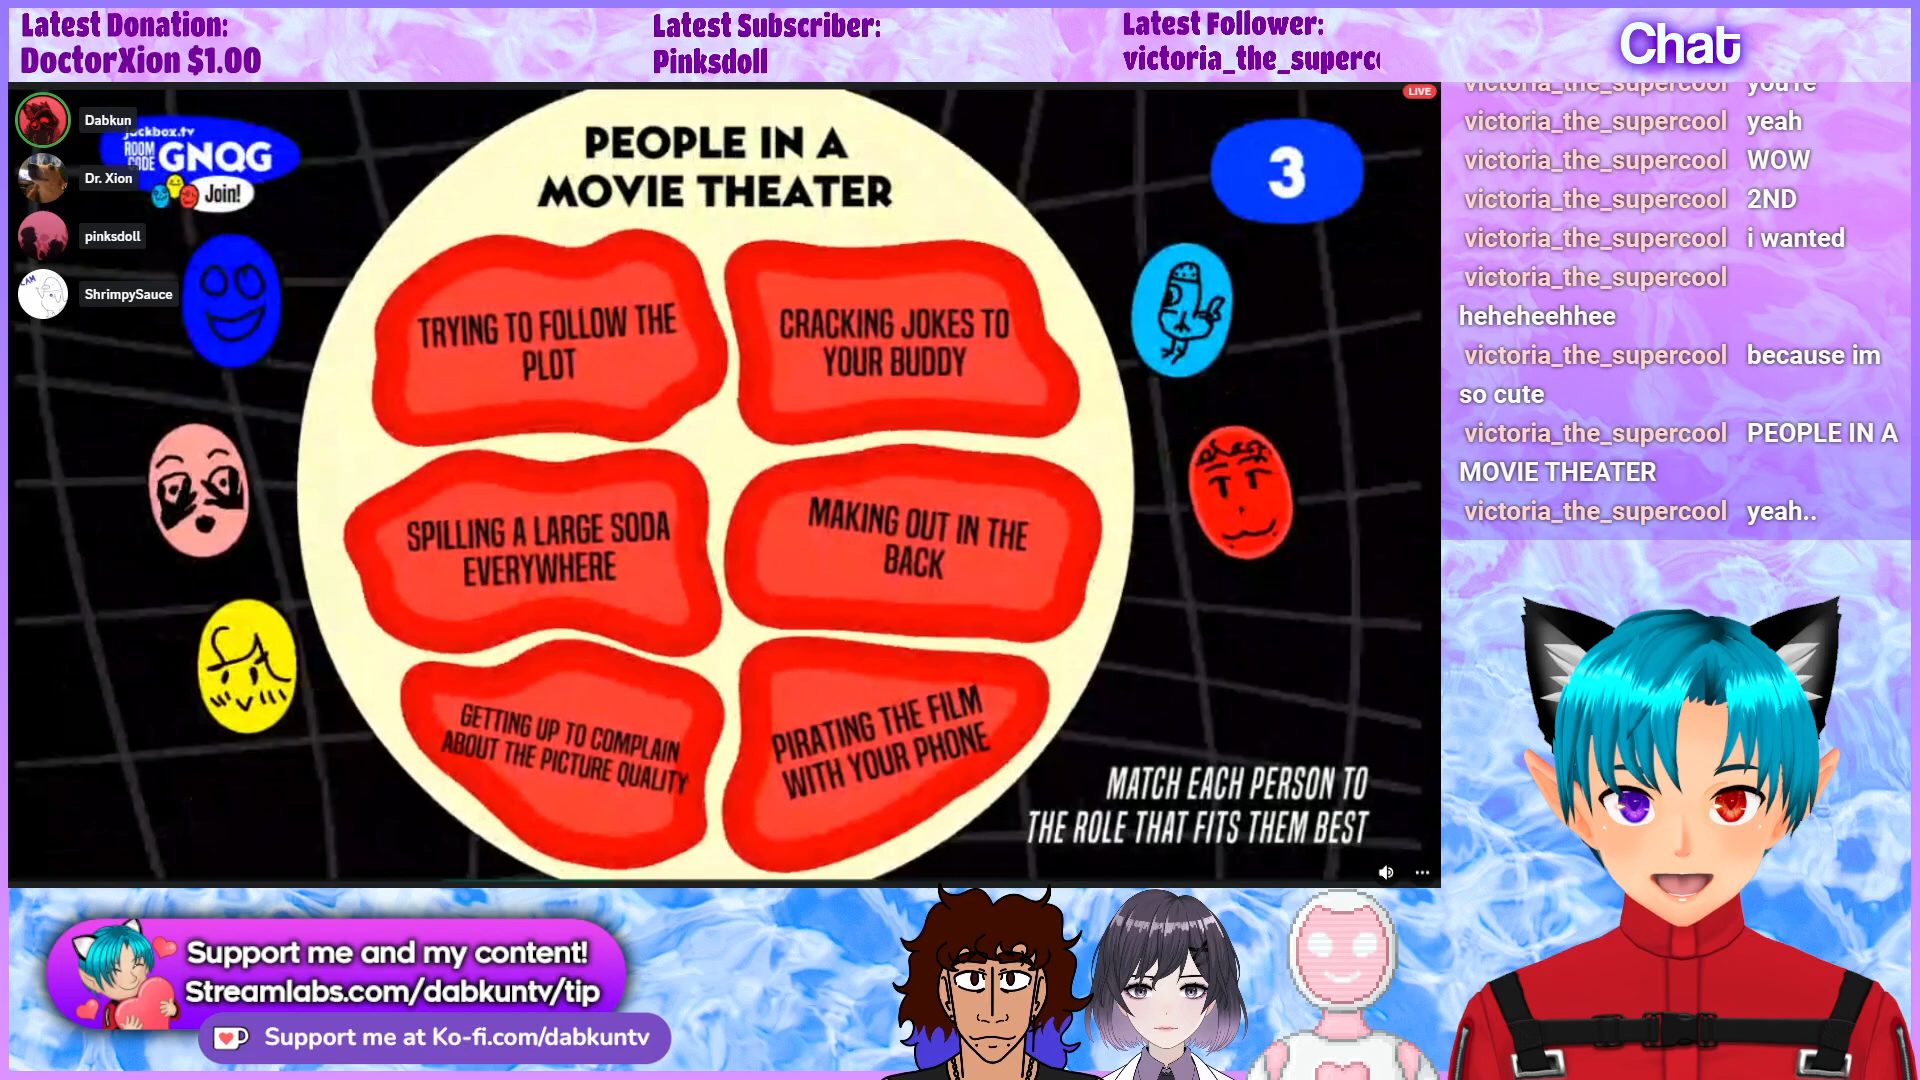 Latest Donation:
DoctorXion $1.00
Latest Subscriber:
Pinksdoll
Latest Follower:
victoria_the_superc
Chat
LIVE
Dabkun
Dr. Xion
pinksdoll
ShrimpySauce
jackbox.tv
ROOM
CODE
GNQG
Join!
PEOPLE IN A
MOVIE THEATER
3
TRYING TO FOLLOW THE
PLOT
CRACKING JOKES TO
YOUR BUDDY
SPILLING A LARGE SODA
EVERYWHERE
MAKING OUT IN THE
BACK
GETTING UP TO COMPLAIN
ABOUT THE PICTURE QUALITY
PIRATING THE FILM
WITH YOUR PHONE
MATCH EACH PERSON TO
THE ROLE THAT FITS THEM BEST
victoria_the_supercool you're
victoria_the_supercool yeah
victoria_the_supercool WOW
victoria_the_supercool 2ND
victoria_the_supercool i wanted
victoria_the_supercool
heheheehhee
victoria_the_supercool because im
so cute
victoria_the_supercool PEOPLE IN A
MOVIE THEATER
victoria_the_supercool yeah..
Support me and my content!
Streamlabs.com/dabkuntv/tip
Support me at Ko-fi.com/dabkuntv